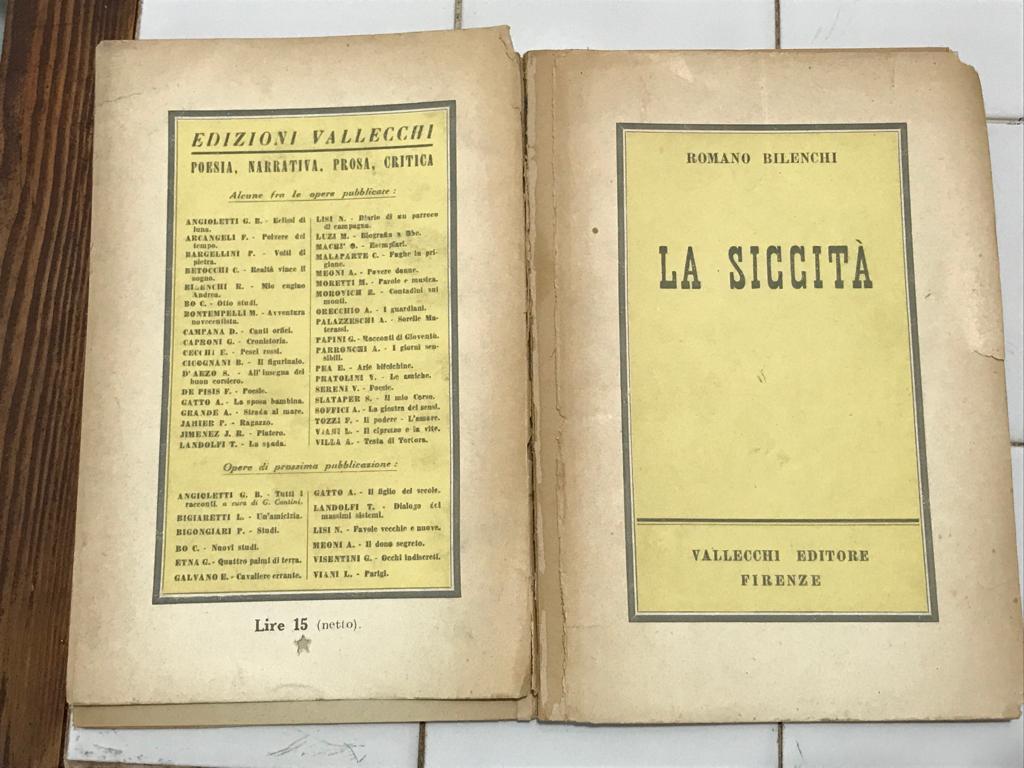 EDIZIONI VALLECCHI
POESIA, NARRATIVA, PROSA, CRITICA
Alcune fra le opere pubblicate:
ANGIOLETTI G. B. - Eclissi di
luna.
ARCANGELI F. - Polvere del
tempo.
BARGELLINI P. - Volti di
pietra.
BETOCCHI C. - Realtà vince il
sogno.
BILENCHI R. - Mio cugino
Andrea.
BO C. - Otto studi.
BONTEMPELLI M. - Avventura
novecentista.
CAMPANA D. - Canti orfici.
CAPRONI G. - Cronistoria.
CECCHI E. - Pesci rossi.
CICOGNANI B. - Il figurinaio.
D'ARZO S. - All'insegna del
buon corsiero.
DE PISIS F. - Poesie.
GATTO A. - La sposa bambina.
GRANDE A. - Strada al mare.
JAHIER P. - Ragazzo.
JIMENEZ J. R. - Platero.
LANDOLFI T. - La spada.
LISI N. - Diario di un parroco
di campagna.
LUZI M. - Biografia a Ebe.
MACRI' O. - Esemplari.
MALAPARTE C. - Fughe in pri-
gione.
MEONI A. - Povere donne.
MORETTI M. - Parole e musica.
MOROVICH E. - Contadini sui
monti.
ORECCHIO A. - I guardiani.
PALAZZESCHI A. - Sorelle Ma-
terassi.
PAPINI G. - Racconti di Gioventù.
PARRONCHI A. - I giorni sen-
sibili.
PEA E. - Arie bifolchine.
PRATOLINI V. - Le amiche.
SERENI V. - Poesie.
SLATAPER S. - Il mio Carso.
SOFFICI A. - La giostra dei sensi.
TOZZI F. - Il podere - L'amore.
VIANI L. - Il cipresso e la vite.
VILLA A. - Testa di Tortora.
Opere di prossima pubblicazione:
ANGIOLETTI G. B. - Tutti i
racconti. a cura di G. Contini.
BIGIARETTI L. - Un'amicizia.
BIGONGIARI P. - Studi.
BO C. - Nuovi studi.
ETNA G. - Quattro palmi di terra.
GALVANO E. - Cavaliere errante.
GATTO A. - Il figlio del secolo.
LANDOLFI T. - Dialogo dei
massimi sistemi.
LISI N. - Favole vecchie e nuove.
MEONI A. - Il dono segreto.
VISENTINI G. - Occhi indiscreti.
VIANI L. - Parigi.
Lire 15 (netto).
ROMANO BILENCHI
LA SICCITÀ
VALLECCHI EDITORE
FIRENZE